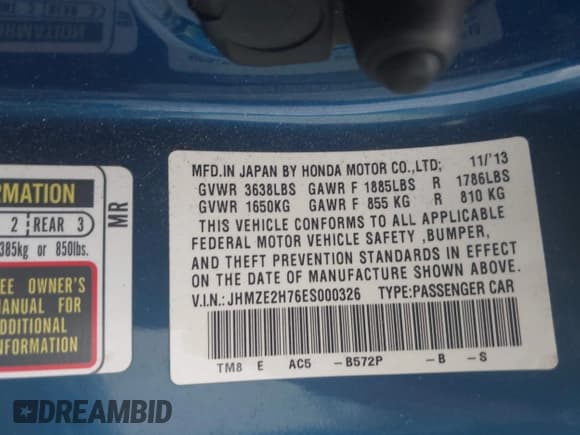 MFD.IN JAPAN BY HONDA MOTOR CO.,LTD; 11/'13
GVWR 3638LBS GAWR F 1885LBS R 1786LBS
GVWR 1650KG GAWR F 855 KG R 810 KG
THIS VEHICLE CONFORMS TO ALL APPLICABLE
FEDERAL MOTOR VEHICLE SAFETY ,BUMPER,
AND THEFT PREVENTION STANDARDS IN EFFECT
ON THE DATE OF MANUFACTURE SHOWN ABOVE.
V.I.N.: JHMZE2H76ES000326 TYPE:PASSENGER CAR
TM8 E AC5 -B572P -B -S
RMATION
2 REAR 3
385kg or 850lbs.
EE OWNER'S
ANUAL FOR
DDITIONAL
NFORMATION
MR
DREAMBID